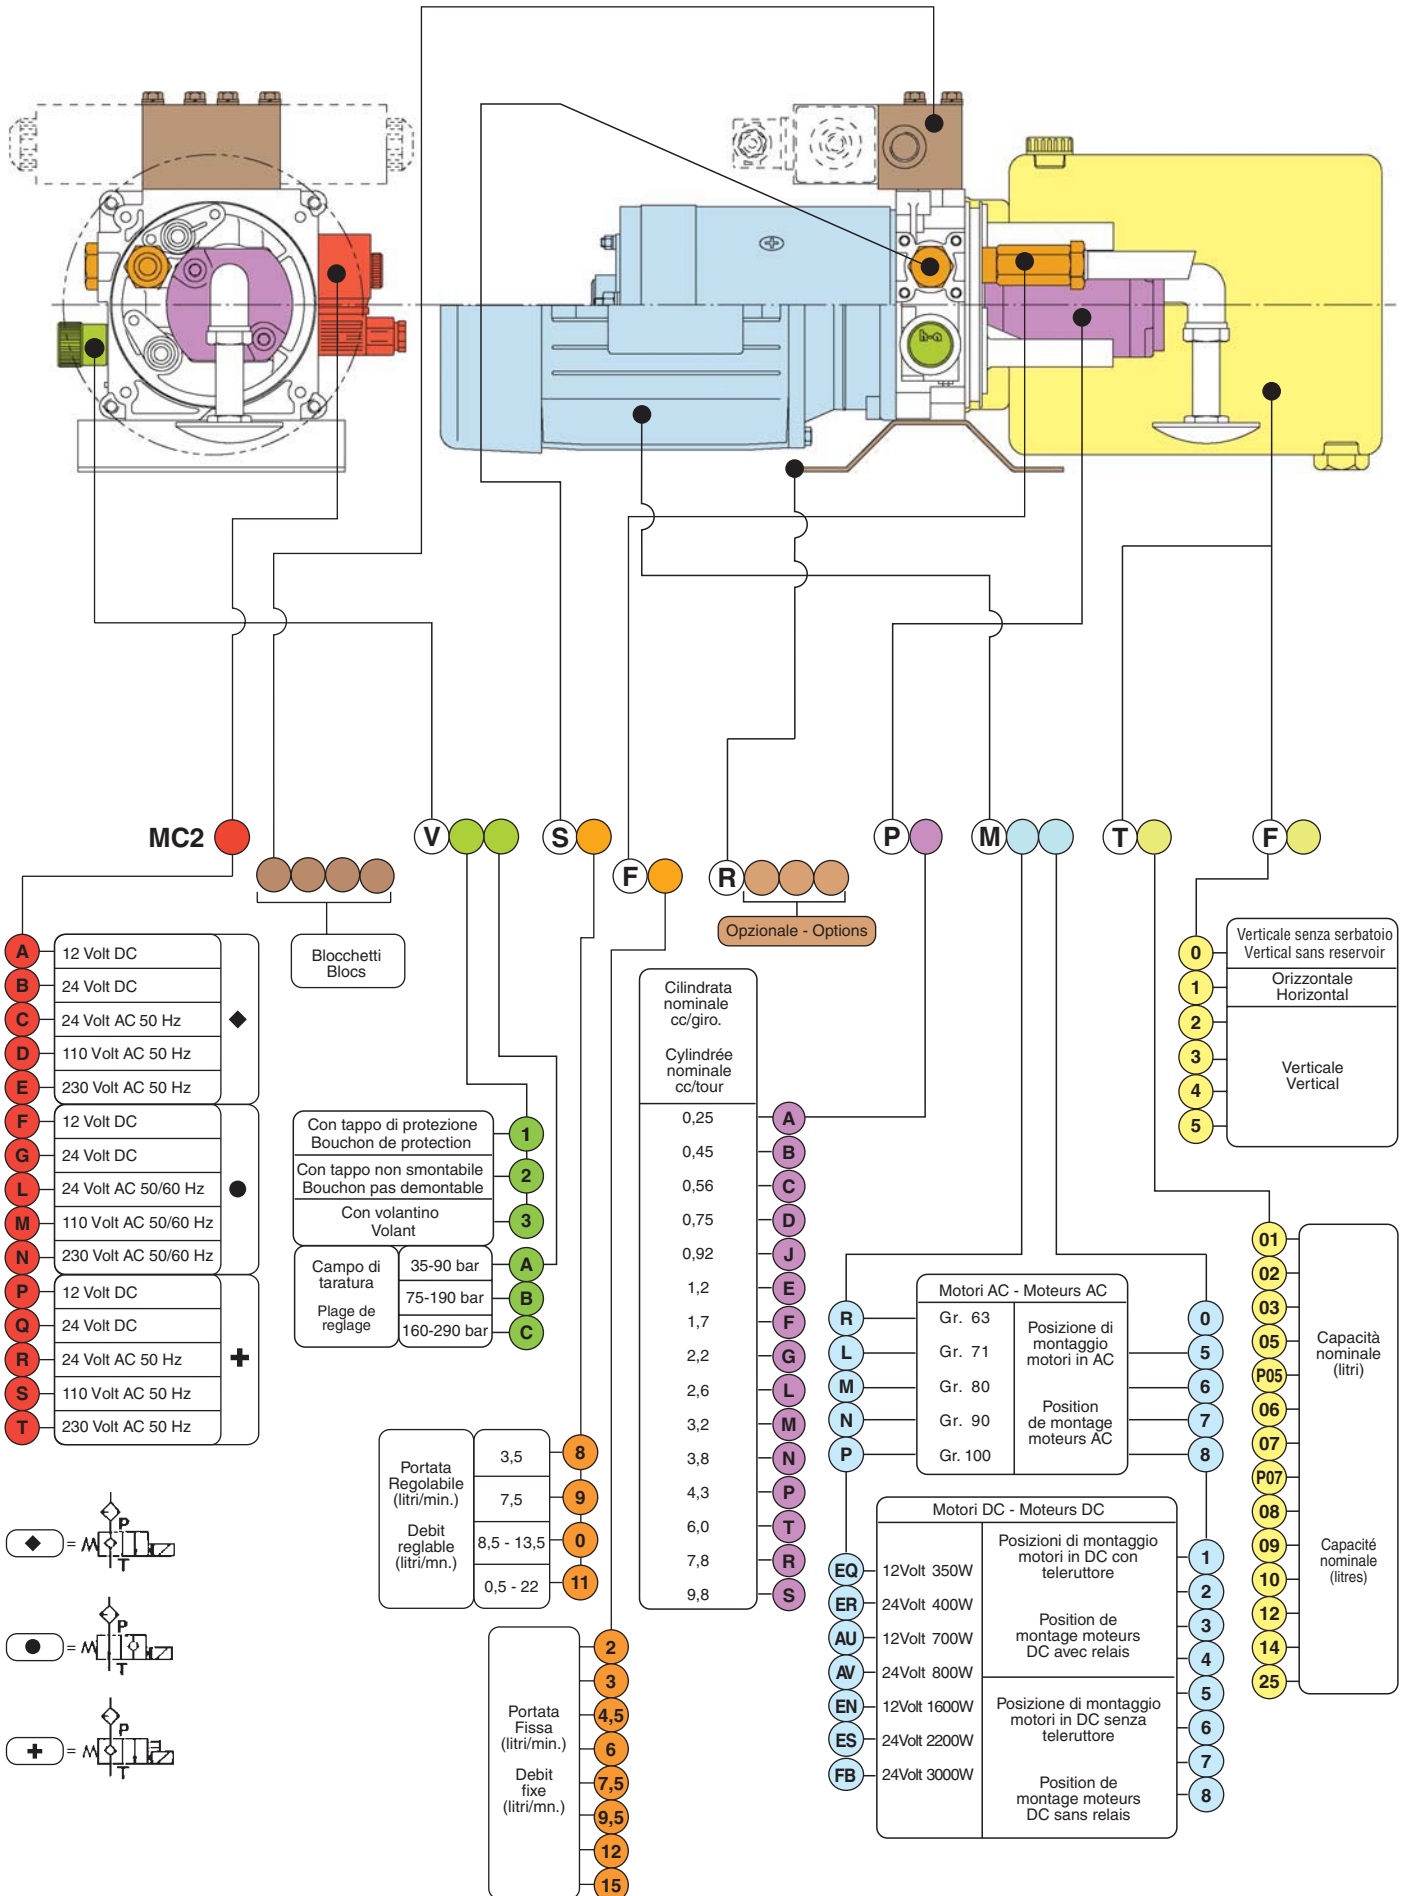 MC2
V
S
F
R
P
M
T
F
Blocchetti
Blocs
Opzionale - Options
A 12 Volt DC
B 24 Volt DC
C 24 Volt AC 50 Hz
D 110 Volt AC 50 Hz
E 230 Volt AC 50 Hz
F 12 Volt DC
G 24 Volt DC
L 24 Volt AC 50/60 Hz
M 110 Volt AC 50/60 Hz
N 230 Volt AC 50/60 Hz
P 12 Volt DC
Q 24 Volt DC
R 24 Volt AC 50 Hz
S 110 Volt AC 50 Hz
T 230 Volt AC 50 Hz
=
P
T
=
P
T
=
P
T
Con tappo di protezione
Bouchon de protection
1
Con tappo non smontabile
Bouchon pas demontable
2
Con volantino
Volant
3
Campo di
taratura
Plage de
reglage
35-90 bar A
75-190 bar B
160-290 bar C
Portata
Regolabile
(litri/min.)
Debit
reglable
(litri/mn.)
3,5 8
7,5 9
8,5 - 13,5 0
0,5 - 22 11
Portata
Fissa
(litri/min.)
Debit
fixe
(litri/mn.)
2
3
4,5
6
7,5
9,5
12
15
Cilindrata
nominale
cc/giro.
Cylindrée
nominale
cc/tour
0,25 A
0,45 B
0,56 C
0,75 D
0,92 J
1,2 E
1,7 F
2,2 G
2,6 L
3,2 M
3,8 N
4,3 P
6,0 T
7,8 R
9,8 S
Motori AC - Moteurs AC
R Gr. 63
L Gr. 71
M Gr. 80
N Gr. 90
P Gr. 100
Posizione di
montaggio
motori in AC
Position
de montage
moteurs AC
0
5
6
7
8
Motori DC - Moteurs DC
EQ 12Volt 350W
ER 24Volt 400W
AU 12Volt 700W
AV 24Volt 800W
EN 12Volt 1600W
ES 24Volt 2200W
FB 24Volt 3000W
Posizioni di montaggio
motori in DC con
teleruttore
Position de
montage moteurs
DC avec relais
1
2
3
4
Posizione di montaggio
motori in DC senza
teleruttore
Position de
montage moteurs
DC sans relais
5
6
7
8
0
Verticale senza serbatoio
Vertical sans reservoir
1
Orizzontale
Horizontal
2
3
4
5
Verticale
Vertical
01
02
03
05
P05
06
07
P07
08
09
10
12
14
25
Capacità
nominale
(litri)
Capacité
nominale
(litres)